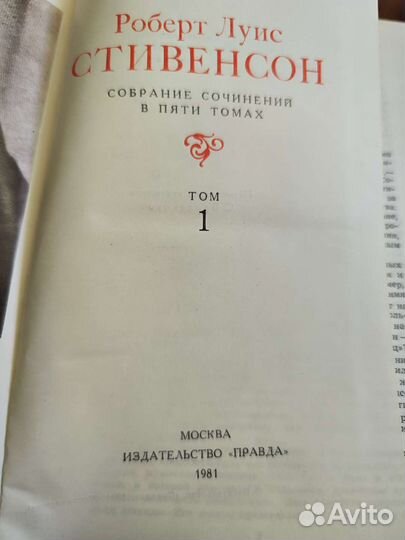 Роберт Луис
СТИВЕНСОН
СОБРАНИЕ СОЧИНЕНИЙ
В ПЯТИ ТОМАХ
ТОМ
1
МОСКВА
ИЗДАТЕЛЬСТВО «ПРАВДА»
1981
Avito